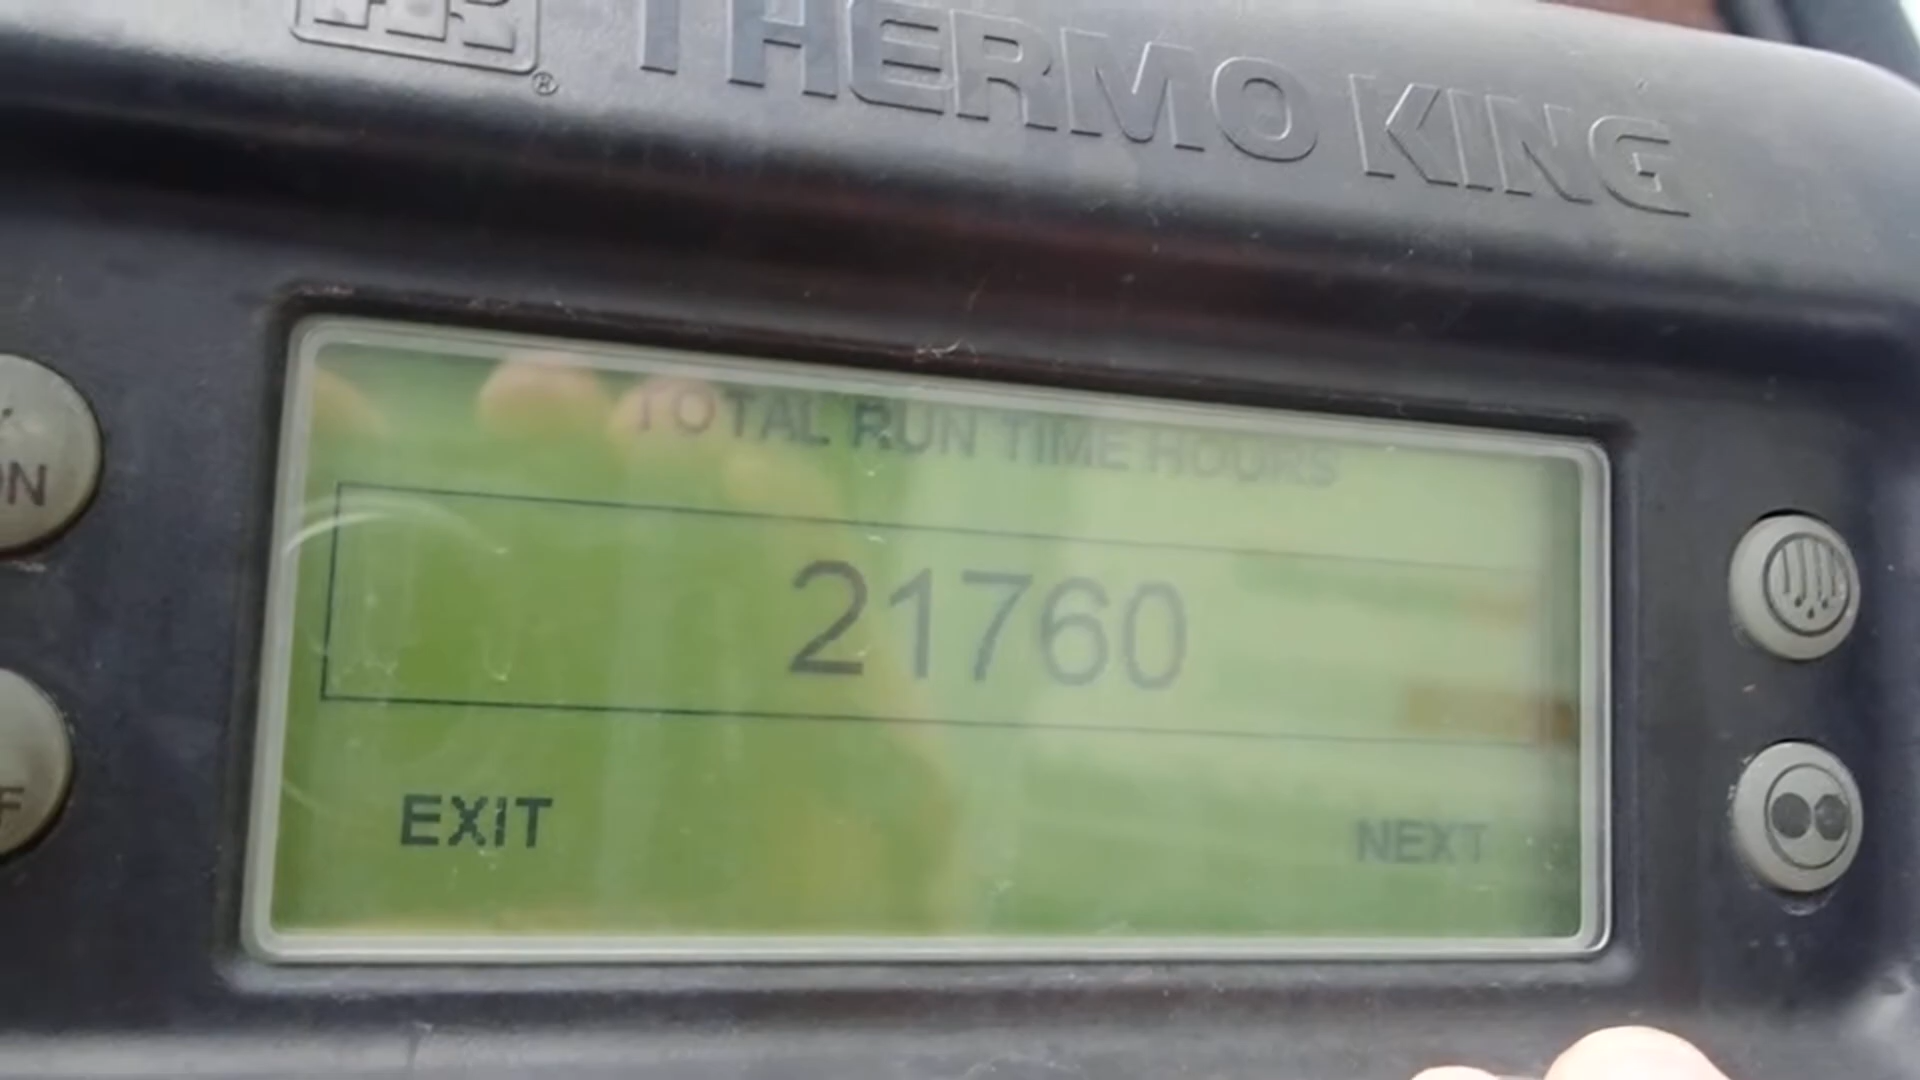 THERMO KING
TOTAL RUN TIME HOURS
21760
EXIT
NEXT